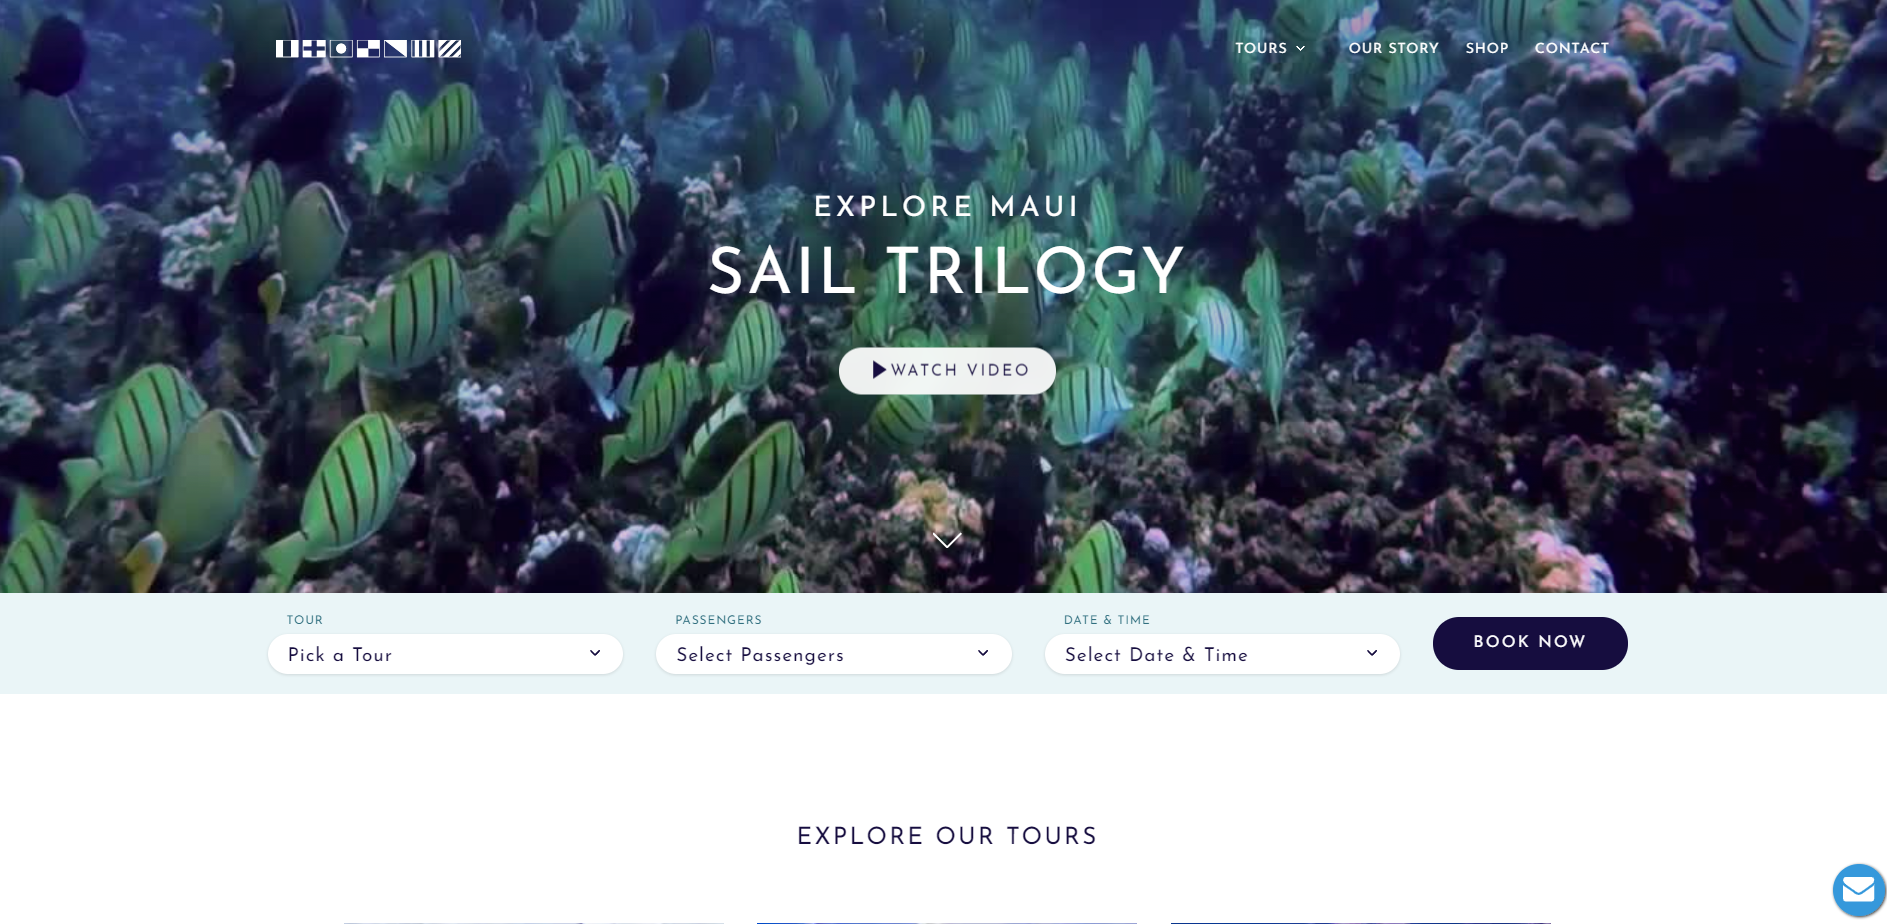 TOURS OUR STORY SHOP CONTACT
EXPLORE MAUI
SAIL TRILOGY
WATCH VIDEO
TOUR PASSENGERS DATE & TIME
Pick a Tour Select Passengers Select Date & Time BOOK NOW
EXPLORE OUR TOURS